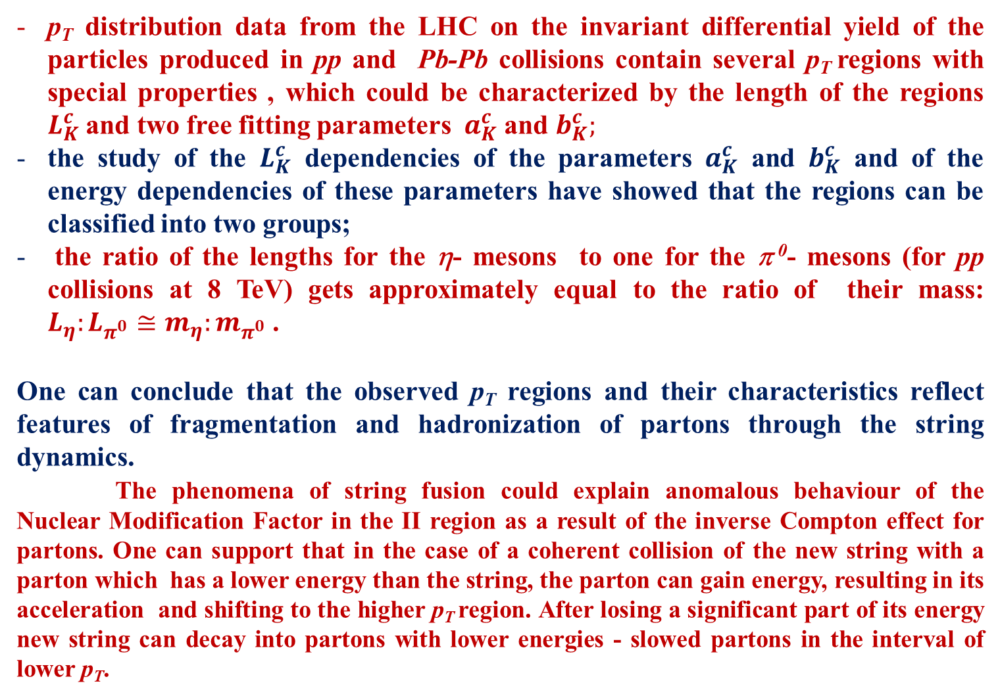 - p_T distribution data from the LHC on the invariant differential yield of the
particles produced in pp and Pb-Pb collisions contain several p_T regions with
special properties , which could be characterized by the length of the regions
L_K^c and two free fitting parameters a_K^c and b_K^c;
- the study of the L_K^c dependencies of the parameters a_K^c and b_K^c and of the
energy dependencies of these parameters have showed that the regions can be
classified into two groups;
- the ratio of the lengths for the η- mesons to one for the π^0- mesons (for pp
collisions at 8 TeV) gets approximately equal to the ratio of their mass:
L_η:L_π^0 ≅ m_η:m_π^0 .
One can conclude that the observed p_T regions and their characteristics reflect
features of fragmentation and hadronization of partons through the string
dynamics.
The phenomena of string fusion could explain anomalous behaviour of the
Nuclear Modification Factor in the II region as a result of the inverse Compton effect for
partons. One can support that in the case of a coherent collision of the new string with a
parton which has a lower energy than the string, the parton can gain energy, resulting in its
acceleration and shifting to the higher p_T region. After losing a significant part of its energy
new string can decay into partons with lower energies - slowed partons in the interval of
lower p_T.